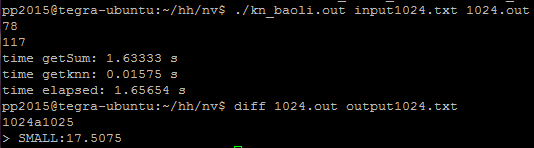 pp2015@tegra-ubuntu:~/hh/nv$ ./kn_baoli.out input1024.txt 1024.out
78
117
time getSum: 1.63333 s
time getknn: 0.01575 s
time elapsed: 1.65654 s
pp2015@tegra-ubuntu:~/hh/nv$ diff 1024.out output1024.txt
1024a1025
> SMALL:17.5075